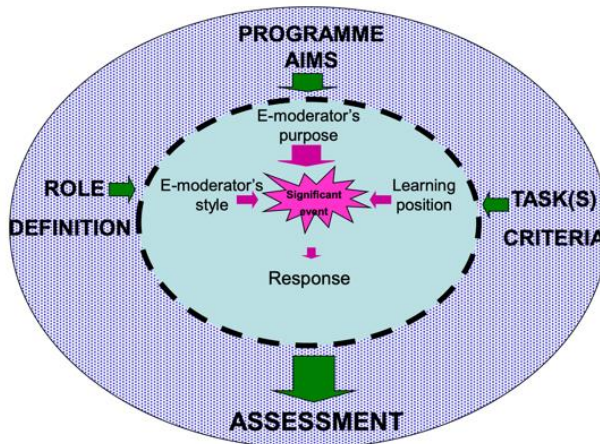 PROGRAMME
AIMS
E-moderator's
purpose
ROLE
DEFINITION
E-moderator's
style
Significant
event
Learning
position
TASK(S)
CRITERIA
Response
ASSESSMENT